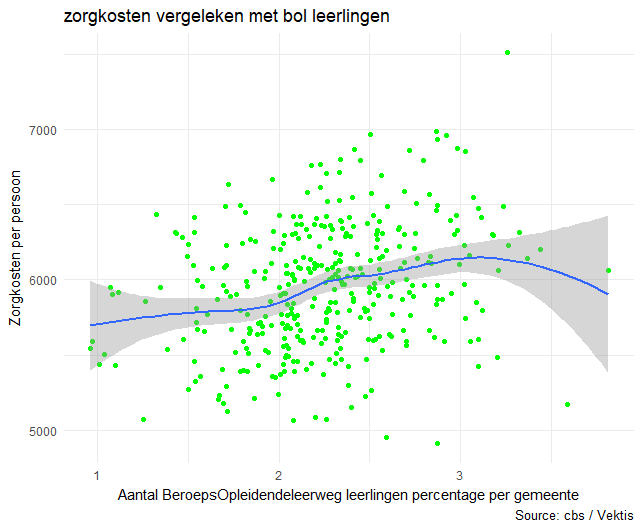 zorgkosten vergeleken met bol leerlingen
Zorgkosten per persoon
7000
6000
5000
1
2
3
Aantal BeroepsOpleidendeleerweg leerlingen percentage per gemeente
Source: cbs / Vektis